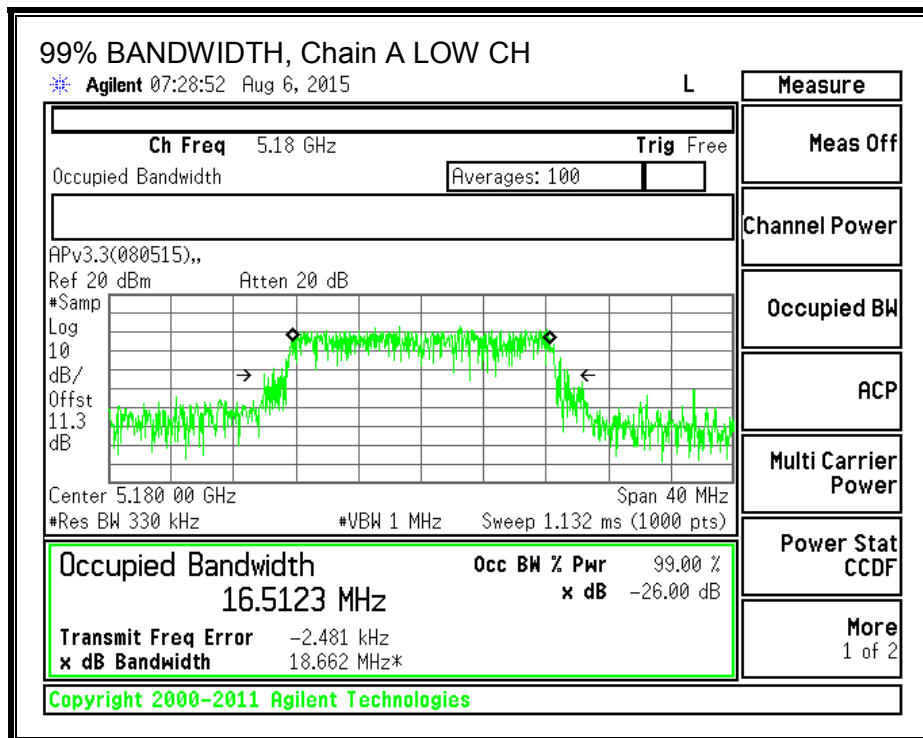 99% BANDWIDTH, Chain A LOW CH
Agilent 07:28:52 Aug 6, 2015 L
Measure
Ch Freq 5.18 GHz Trig Free
Occupied Bandwidth Averages: 100
Meas Off
Channel Power
APv3.3(080515),,
Ref 20 dBm Atten 20 dB
#Samp
Log
10
dB/
Offst
11.3
dB
Occupied BW
ACP
Center 5.180 00 GHz Span 40 MHz
#Res BW 330 kHz #VBW 1 MHz Sweep 1.132 ms (1000 pts)
Multi Carrier
Power
Occupied Bandwidth Occ BW % Pwr 99.00 %
16.5123 MHz x dB -26.00 dB
Transmit Freq Error -2.481 kHz
x dB Bandwidth 18.662 MHz*
Power Stat
CCDF
More
1 of 2
Copyright 2000-2011 Agilent Technologies